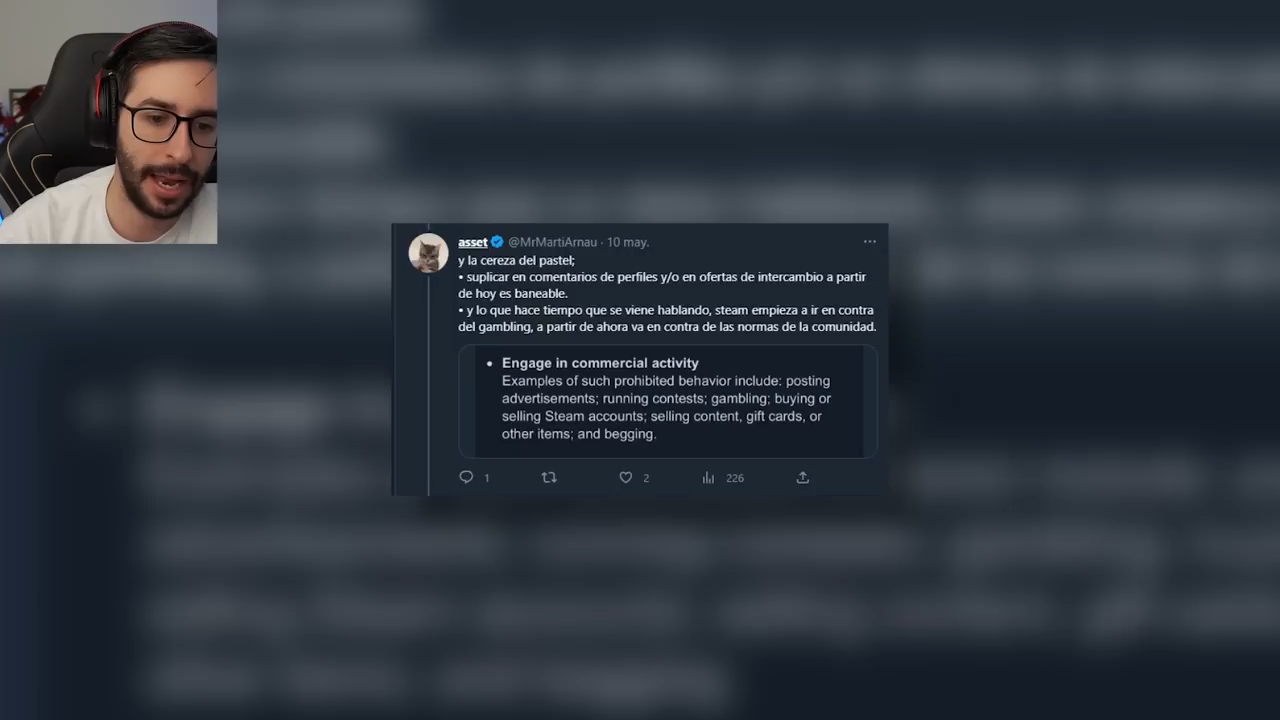 asset @MrMartiArnau · 10 may.
y la cereza del pastel;
• suplicar en comentarios de perfiles y/o en ofertas de intercambio a partir
de hoy es baneable.
• y lo que hace tiempo que se viene hablando, steam empieza a ir en contra
del gambling, a partir de ahora va en contra de las normas de la comunidad.
• Engage in commercial activity
Examples of such prohibited behavior include: posting
advertisements; running contests; gambling; buying or
selling Steam accounts; selling content, gift cards, or
other items; and begging.
1 2 226